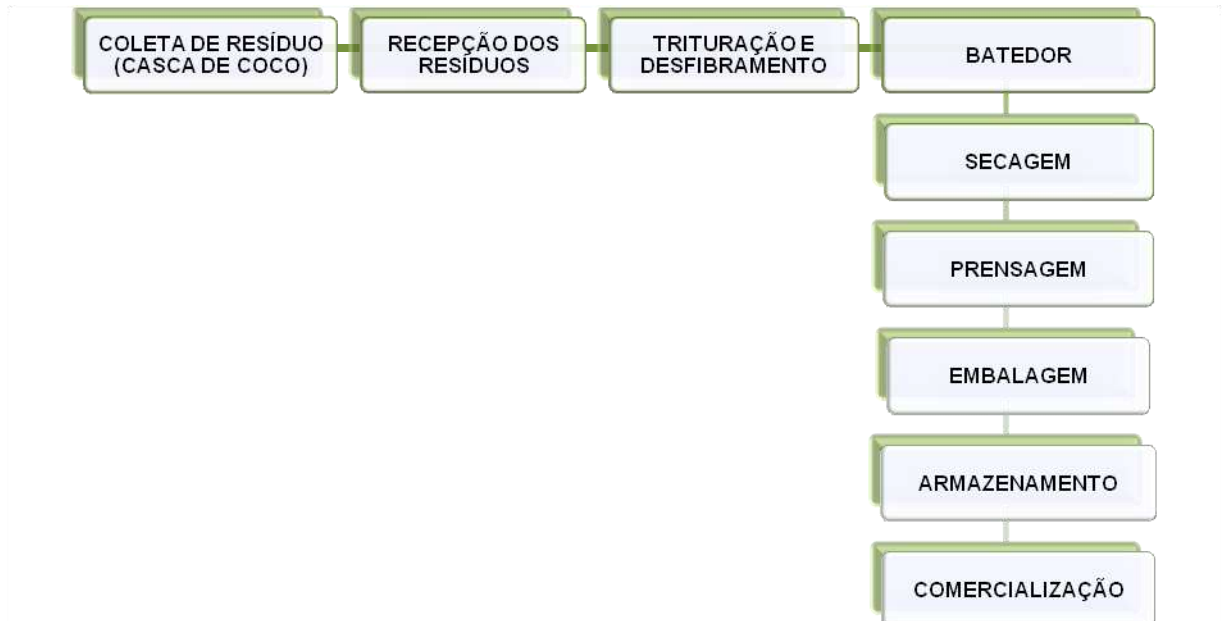 COLETA DE RESÍDUO
(CASCA DE COCO)
RECEPÇÃO DOS
RESÍDUOS
TRITURAÇÃO E
DESFIBRAMENTO
BATEDOR
SECAGEM
PRENSAGEM
EMBALAGEM
ARMAZENAMENTO
COMERCIALIZAÇÃO